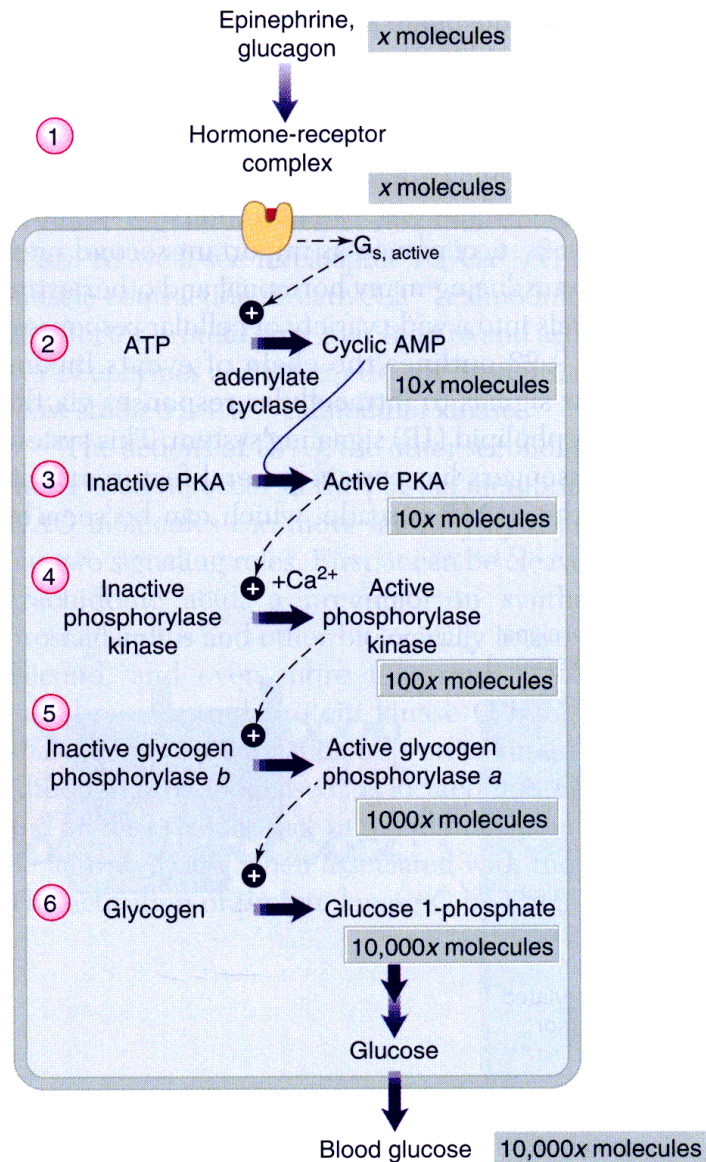 Epinephrine,
glucagon
x molecules
1
Hormone-receptor
complex
x molecules
Gs, active
+
2
ATP
Cyclic AMP
adenylate
cyclase
10x molecules
3
Inactive PKA
Active PKA
10x molecules
4
+ +Ca2+
Inactive
phosphorylase
kinase
Active
phosphorylase
kinase
100x molecules
5
+
Inactive glycogen
phosphorylase b
Active glycogen
phosphorylase a
1000x molecules
+
6
Glycogen
Glucose 1-phosphate
10,000x molecules
Glucose
Blood glucose
10,000x molecules